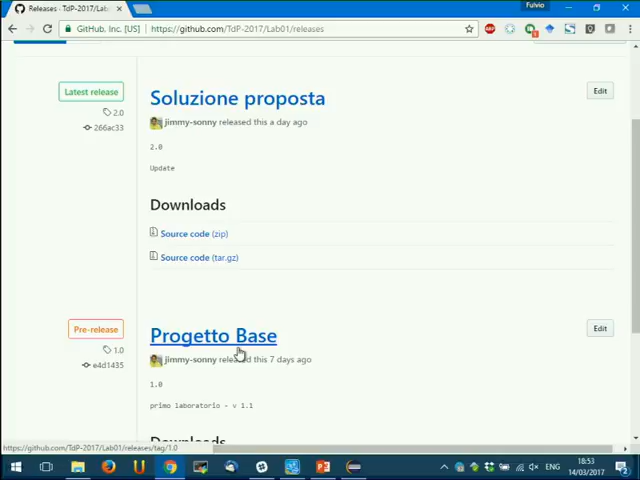 Releases · TdP-2017/Lab01
Fulvio
GitHub, Inc. [US]
https://github.com/TdP-2017/Lab01/releases
Latest release
2.0
266ac33
Soluzione proposta
Edit
jimmy-sonny released this a day ago
2.0
Update
Downloads
Source code (zip)
Source code (tar.gz)
Pre-release
1.0
e4d1435
Progetto Base
Edit
jimmy-sonny released this 7 days ago
1.0
primo laboratorio - v 1.1
Downloads
https://github.com/TdP-2017/Lab01/releases/tag/1.0
ENG
18:53
14/03/2017